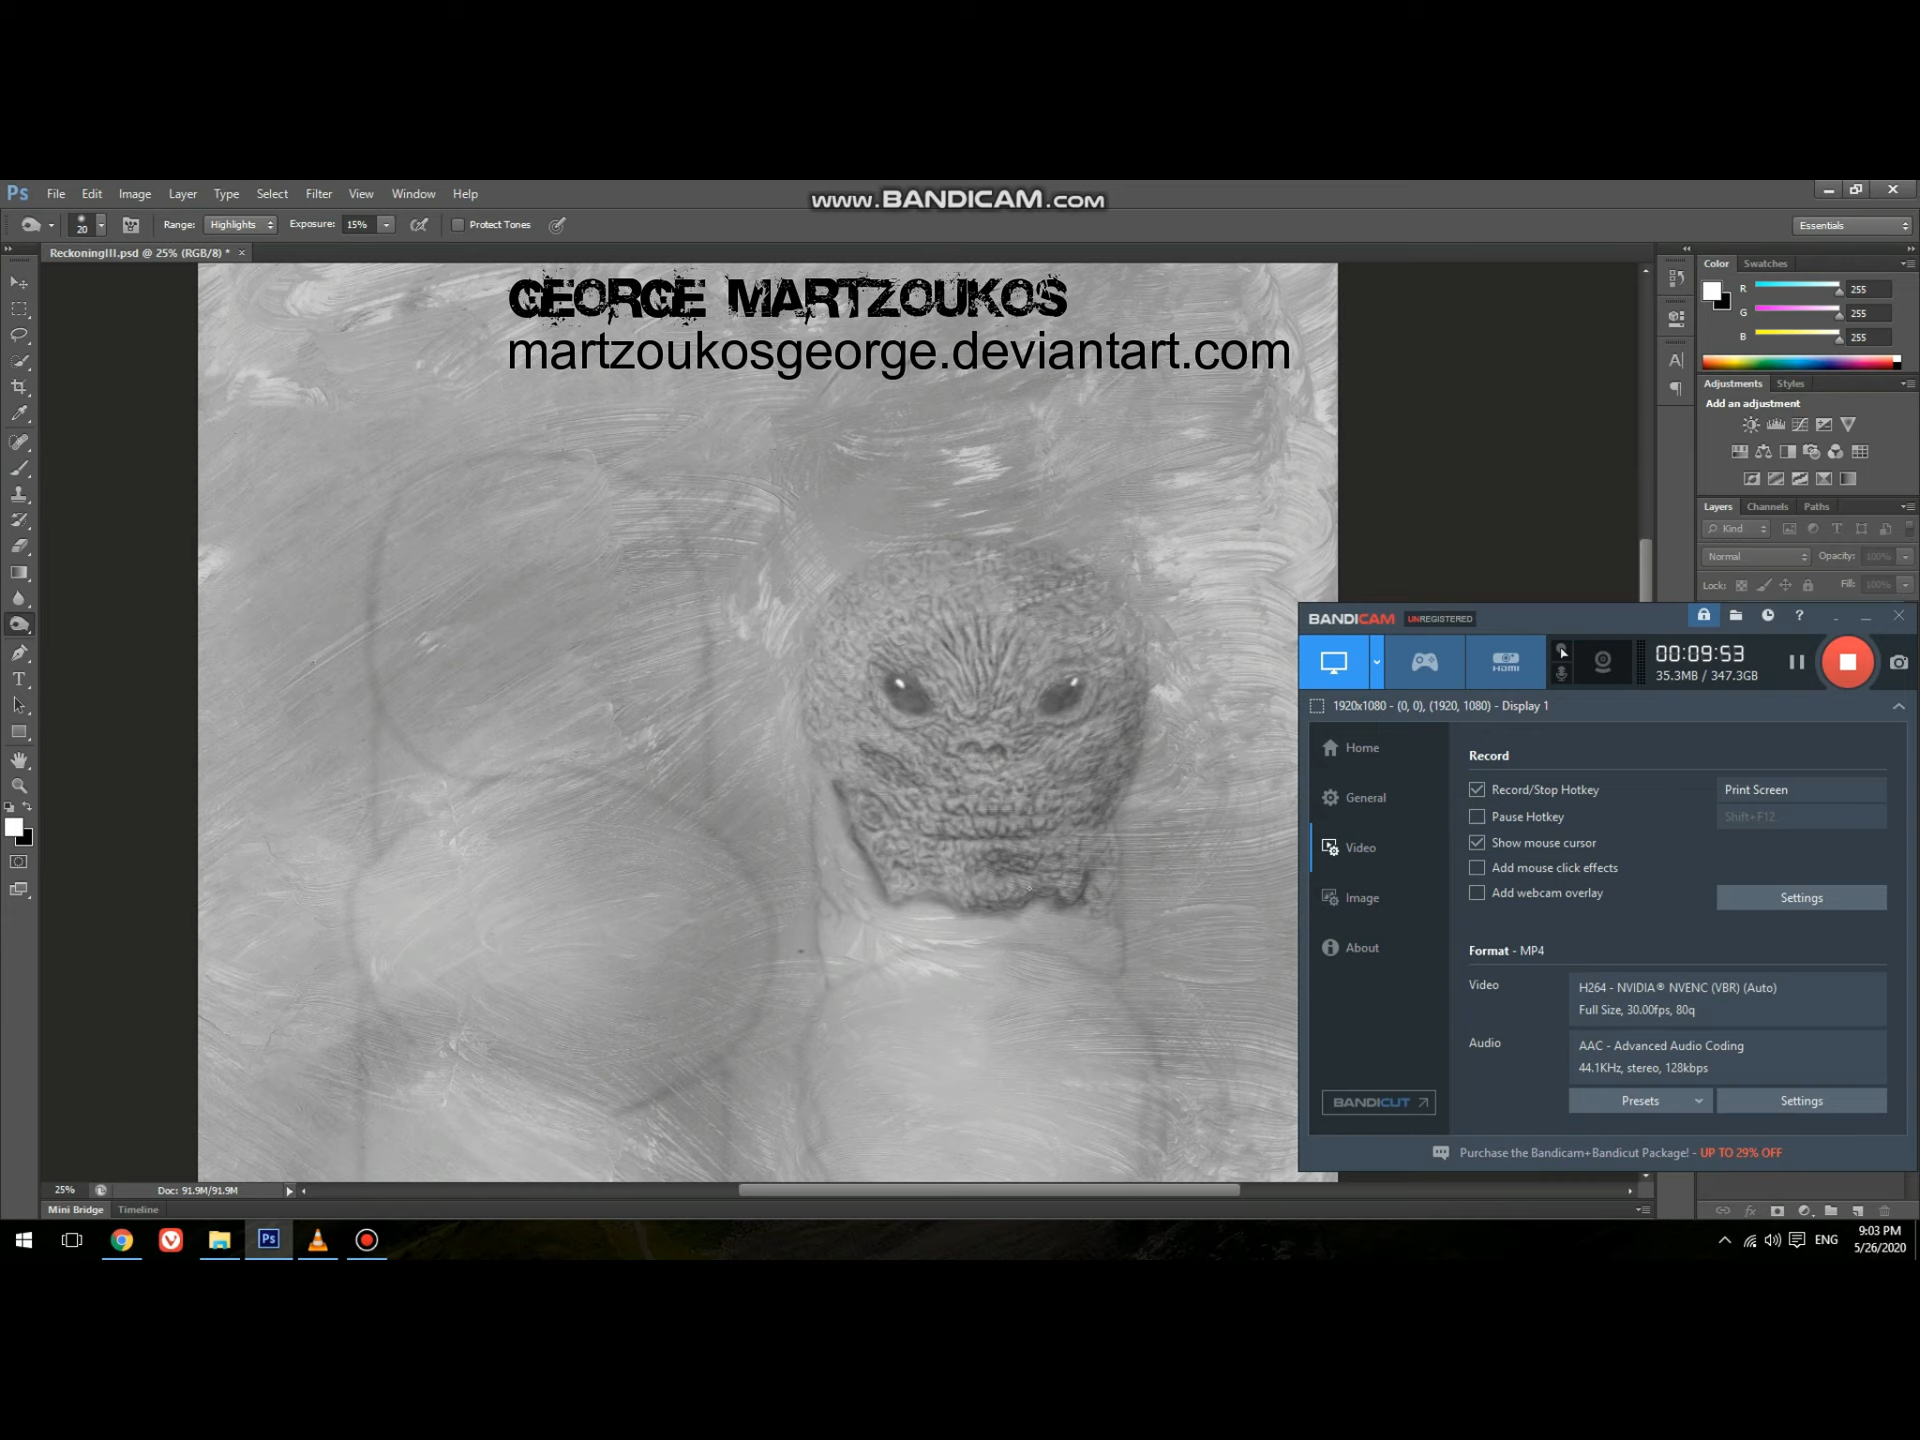 www.BANDICAM.com
Ps File Edit Image Layer Type Select Filter View Window Help
20 Range: Highlights Exposure: 15% Protect Tones Essentials
ReckoningIII.psd @ 25% (RGB/8) * ×
GEORGE MARTZOUKOS
martzoukosgeorge.deviantart.com
Color Swatches
R 255
G 255
B 255
Adjustments Styles
Add an adjustment
Layers Channels Paths
Kind
Normal Opacity: 100%
Lock: Fill: 100%
BANDICAM UNREGISTERED
HDMI
00:09:53
35.3MB / 347.3GB
1920x1080 - (0, 0), (1920, 1080) - Display 1
Home
General
Video
Image
About
BANDICUT
Record
Record/Stop Hotkey Print Screen
Pause Hotkey Shift+F12
Show mouse cursor
Add mouse click effects
Add webcam overlay Settings
Format - MP4
Video H264 - NVIDIA® NVENC (VBR) (Auto)
Full Size, 30.00fps, 80q
Audio AAC - Advanced Audio Coding
44.1KHz, stereo, 128kbps
Presets Settings
Purchase the Bandicam+Bandicut Package! - UP TO 29% OFF
25% Doc: 91.9M/91.9M
Mini Bridge Timeline
Ps
ENG
9:03 PM
5/26/2020